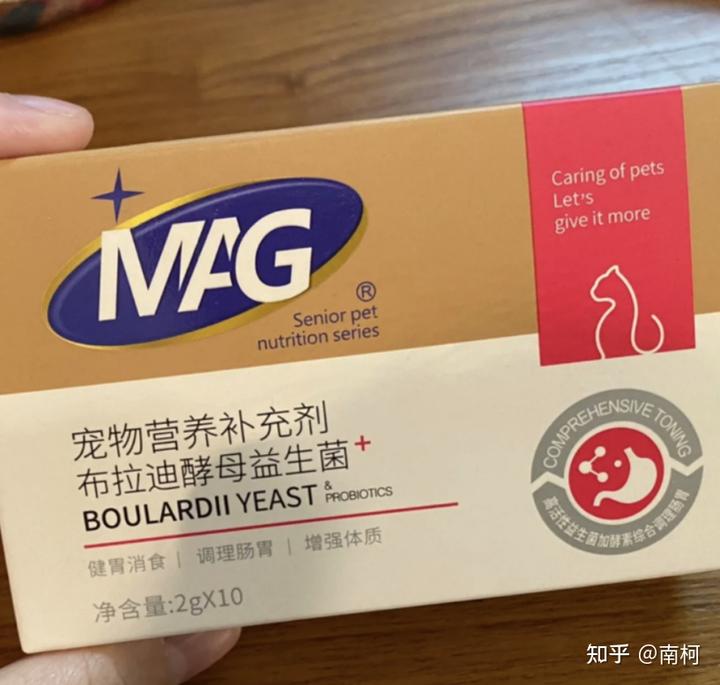 Caring of pets
Let's
give it more
MAG
®
Senior pet
nutrition series
宠物营养补充剂
布拉迪酵母益生菌+
BOULARDII YEAST & PROBIOTICS
健胃消食 | 调理肠胃 | 增强体质
净含量:2gX10
COMPREHENSIVE TONING
高活性益生菌加酵素综合调理肠胃
知乎 @南柯